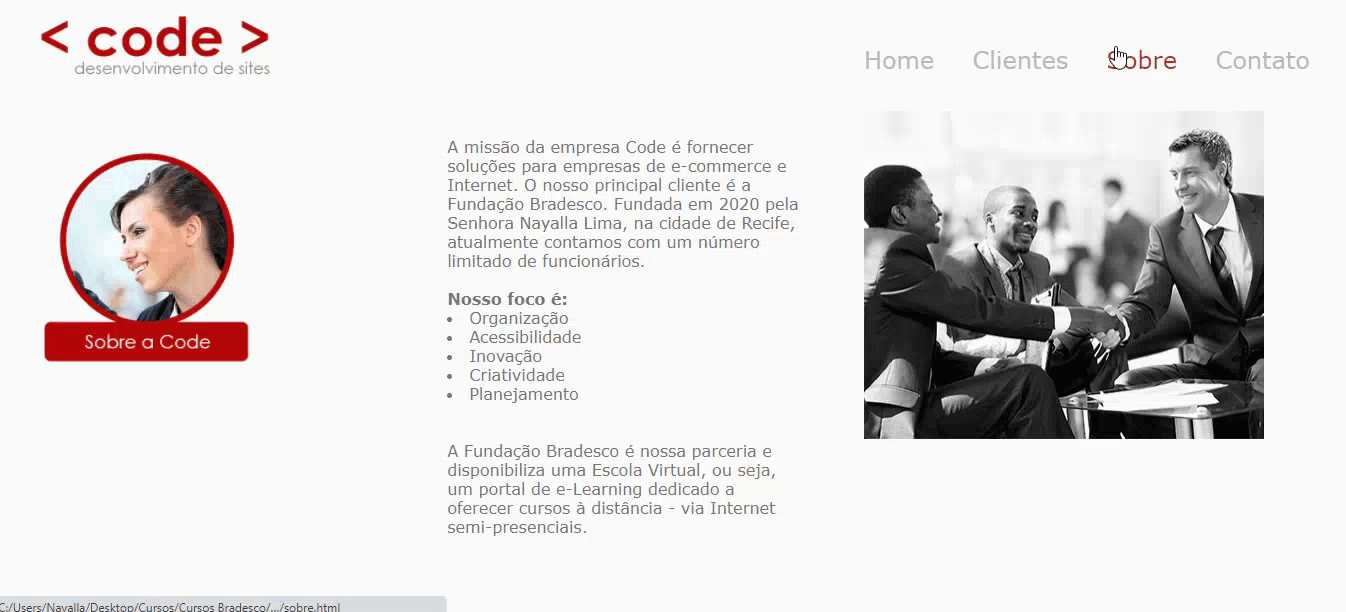 < code >
desenvolvimento de sites
Home Clientes Sobre Contato
A missão da empresa Code é fornecer
soluções para empresas de e-commerce e
Internet. O nosso principal cliente é a
Fundação Bradesco. Fundada em 2020 pela
Senhora Nayalla Lima, na cidade de Recife,
atualmente contamos com um número
limitado de funcionários.
Nosso foco é:
• Organização
• Acessibilidade
• Inovação
• Criatividade
• Planejamento
A Fundação Bradesco é nossa parceria e
disponibiliza uma Escola Virtual, ou seja,
um portal de e-Learning dedicado a
oferecer cursos à distância - via Internet
semi-presenciais.
Sobre a Code
C:/Users/Nayalla/Desktop/Cursos/Cursos Bradesco/.../sobre.html